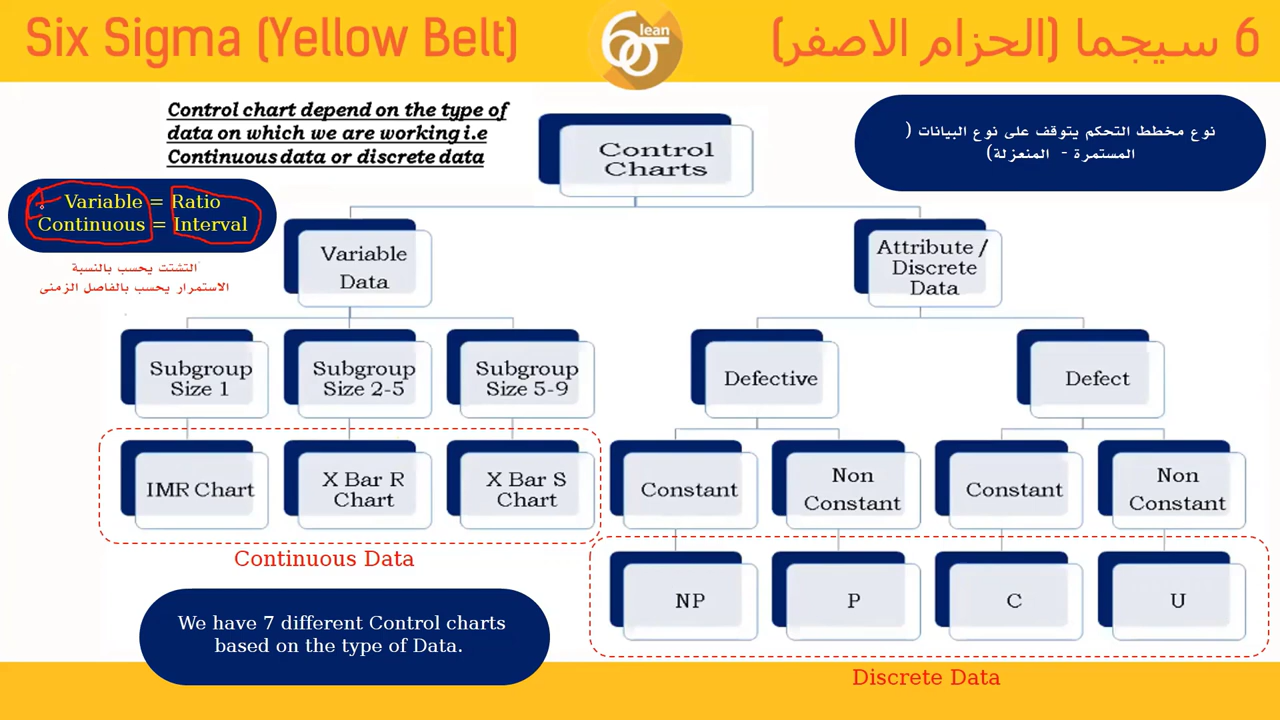 Six Sigma (Yellow Belt)
6σ lean
6 سيجما (الحزام الاصفر)
Control chart depend on the type of
data on which we are working i.e
Continuous data or discrete data
Control
Charts
نوع مخطط التحكم يتوقف على نوع البيانات (
المستمرة - المنعزلة)
Variable = Ratio
Continuous = Interval
التشتت يحسب بالنسبة
الاستمرار يحسب بالفاصل الزمنى
Variable
Data
Attribute /
Discrete
Data
Subgroup
Size 1
Subgroup
Size 2-5
Subgroup
Size 5-9
Defective
Defect
IMR Chart
X Bar R
Chart
X Bar S
Chart
Constant
Non
Constant
Constant
Non
Constant
Continuous Data
NP
P
C
U
We have 7 different Control charts
based on the type of Data.
Discrete Data